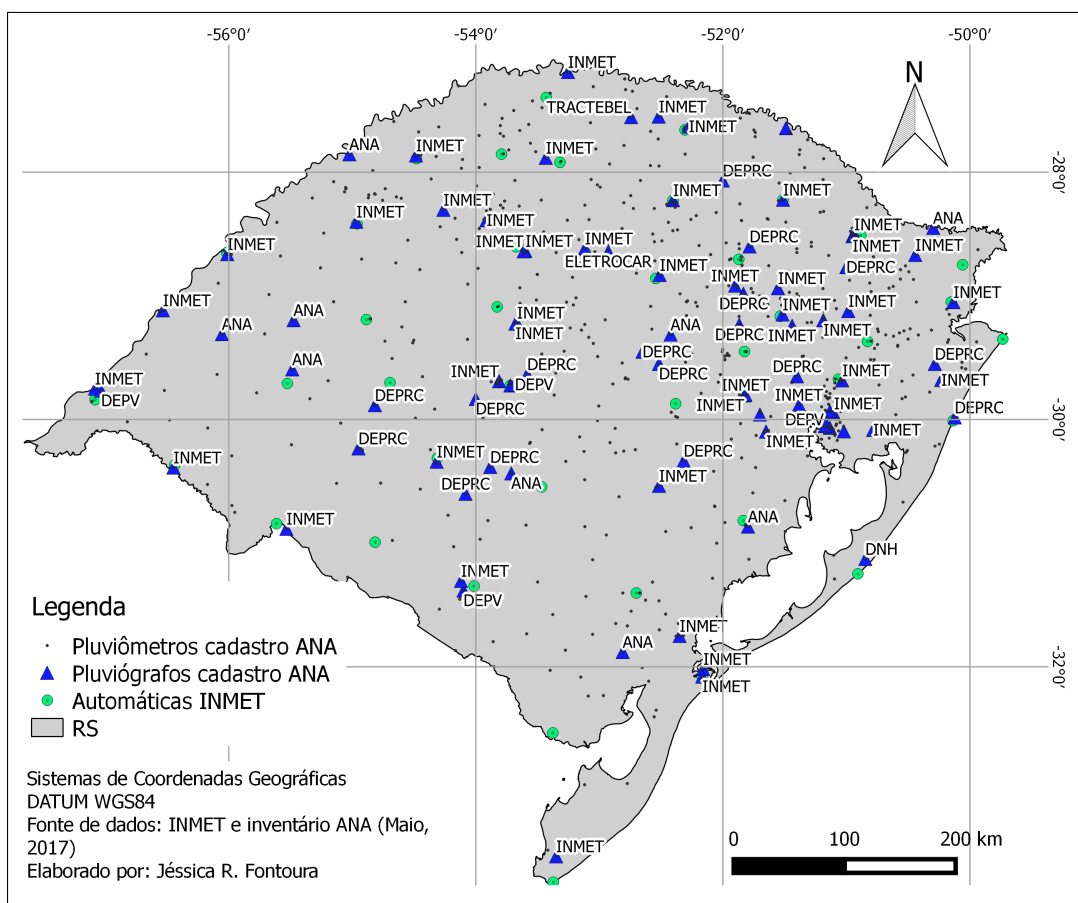 -56°0′ -54°0′ -52°0′ -50°0′
INMET
N
TRACTEBEL INMET
INMET
ANA INMET INMET
-28°0′
DEPRC
INMET INMET
INMET
INMET INMET INMET ANA
INMET INMET INMET INMET DEPRC INMET INMET
ELETROCAR DEPRC
INMET
INMET INMET
INMET DEPRC INMET
INMET INMET INMET
ANA ANA INMET ANA DEPRC INMET INMET
DEPRC
ANA DEPRC DEPRC DEPRC
INMET INMET DEPV DEPRC INMET INMET
DEPV INMET
DEPRC DEPRC INMET INMET DEPRC
DEPV -30°0′
INMET INMET
DEPRC
INMET INMET DEPRC DEPRC
DEPRC ANA INMET
INMET ANA
DNH
INMET
DEPV
INMET
ANA
INMET -32°0′
INMET
Legenda
Pluviômetros cadastro ANA
Pluviógrafos cadastro ANA
Automáticas INMET
RS
Sistemas de Coordenadas Geográficas
DATUM WGS84
Fonte de dados: INMET e inventário ANA (Maio,
2017)
Elaborado por: Jéssica R. Fontoura
INMET
0 100 200 km